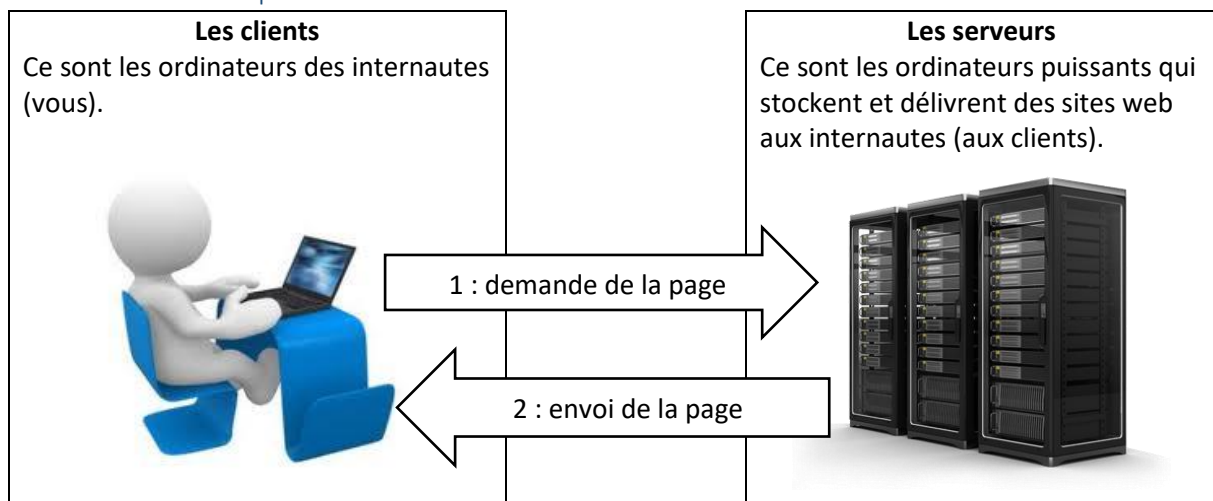 Les clients
Ce sont les ordinateurs des internautes
(vous).
Les serveurs
Ce sont les ordinateurs puissants qui
stockent et délivrent des sites web
aux internautes (aux clients).
1 : demande de la page
2 : envoi de la page